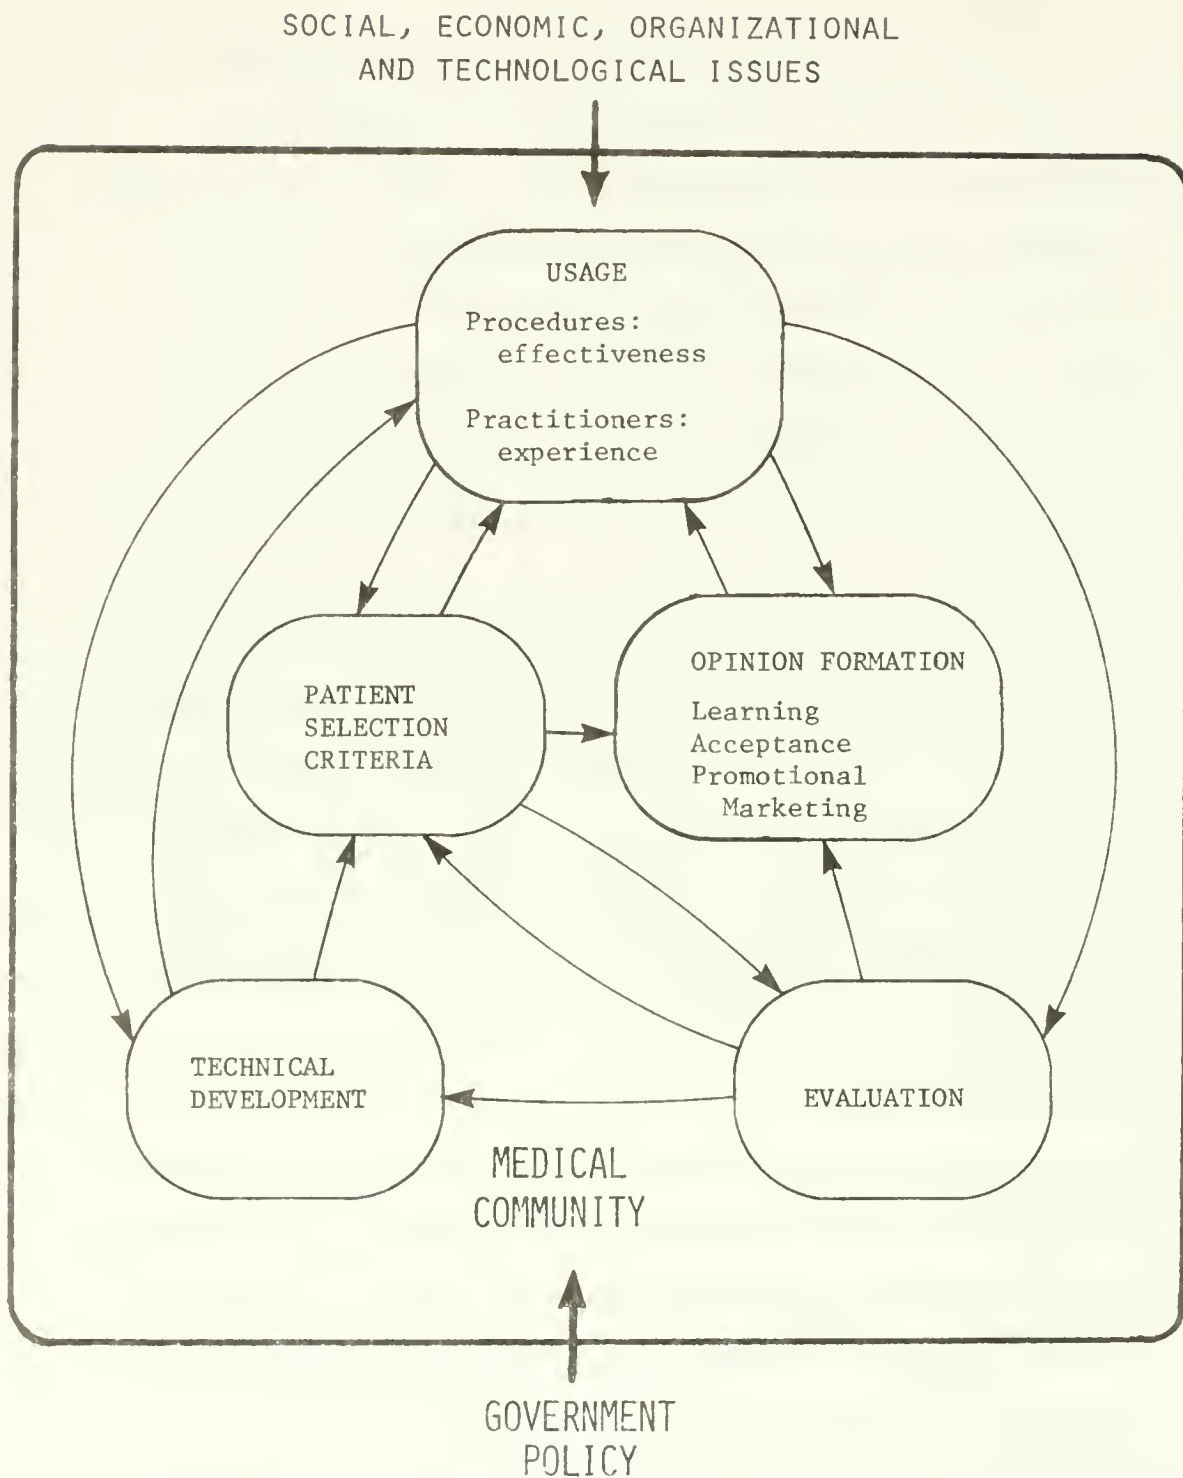 SOCIAL, ECONOMIC, ORGANIZATIONAL
AND TECHNOLOGICAL ISSUES
USAGE
Procedures:
effectiveness
Practitioners:
experience
PATIENT
SELECTION
CRITERIA
OPINION FORMATION
Learning
Acceptance
Promotional
Marketing
TECHNICAL
DEVELOPMENT
EVALUATION
MEDICAL
COMMUNITY
GOVERNMENT
POLICY